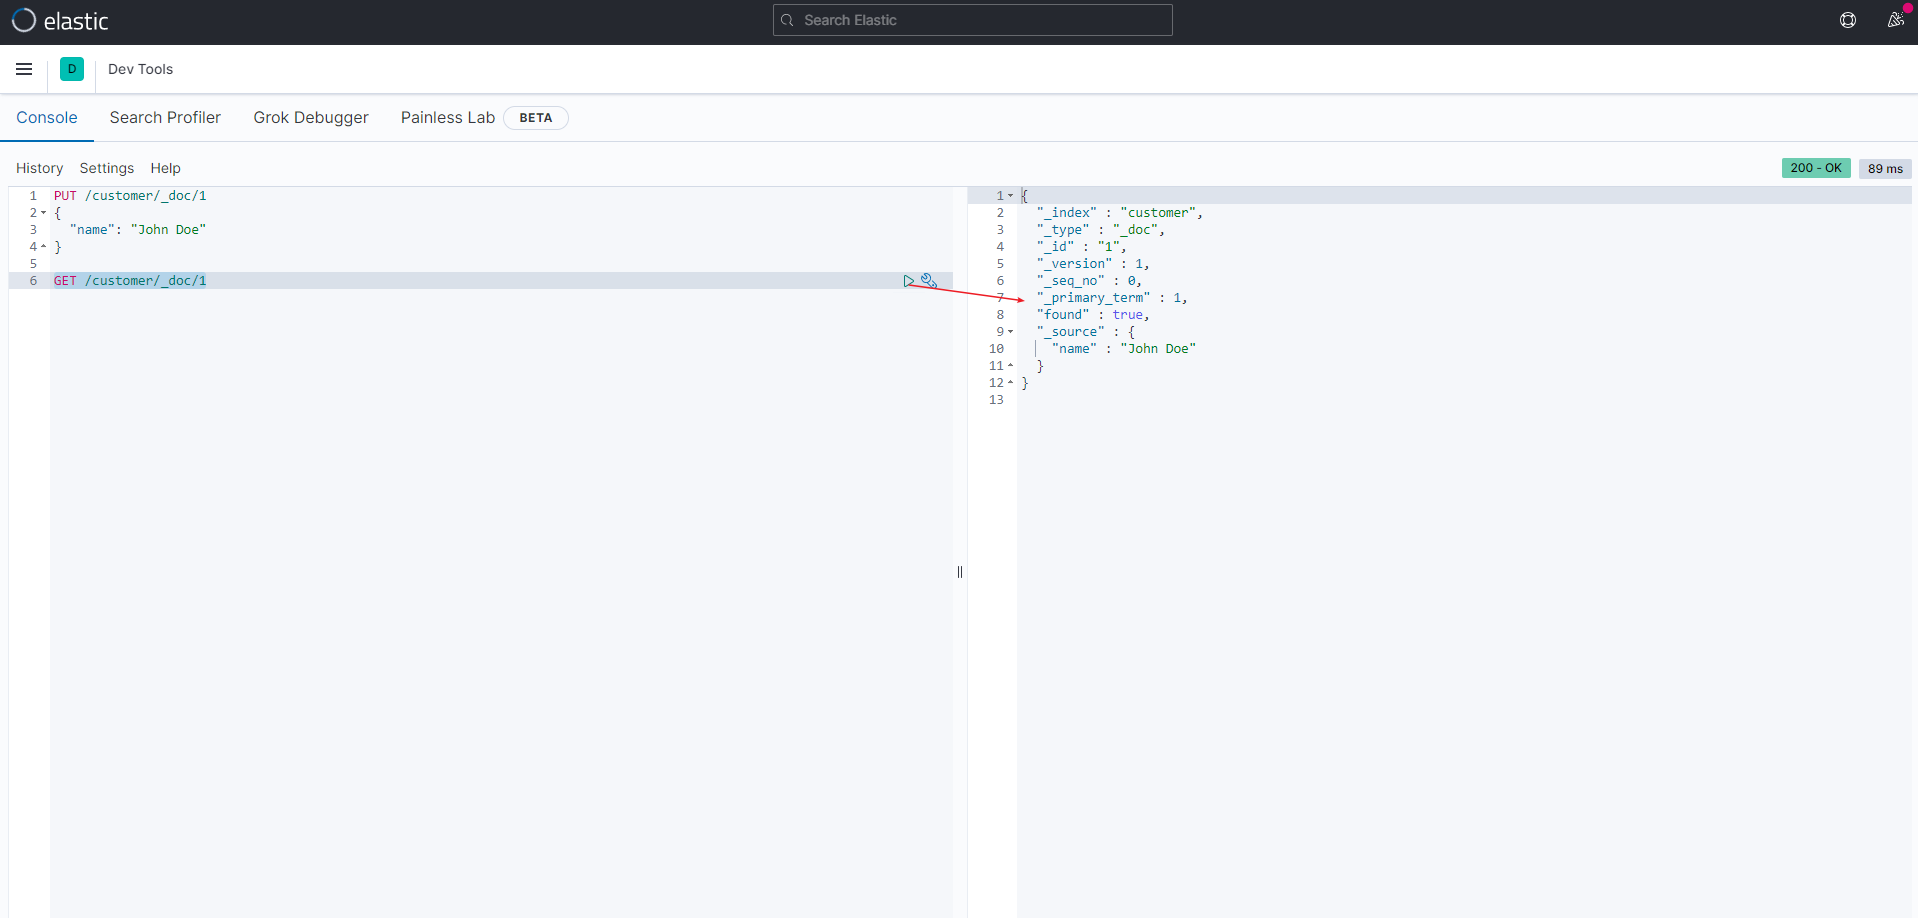 elastic
Search Elastic
D
Dev Tools
Console Search Profiler Grok Debugger Painless Lab BETA
History Settings Help
200 - OK 89 ms
1 PUT /customer/_doc/1
2 {
3 "name": "John Doe"
4 }
5
6 GET /customer/_doc/1
1 {
2 "_index" : "customer",
3 "_type" : "_doc",
4 "_id" : "1",
5 "_version" : 1,
6 "_seq_no" : 0,
7 "_primary_term" : 1,
8 "found" : true,
9 "_source" : {
10 "name" : "John Doe"
11 }
12 }
13